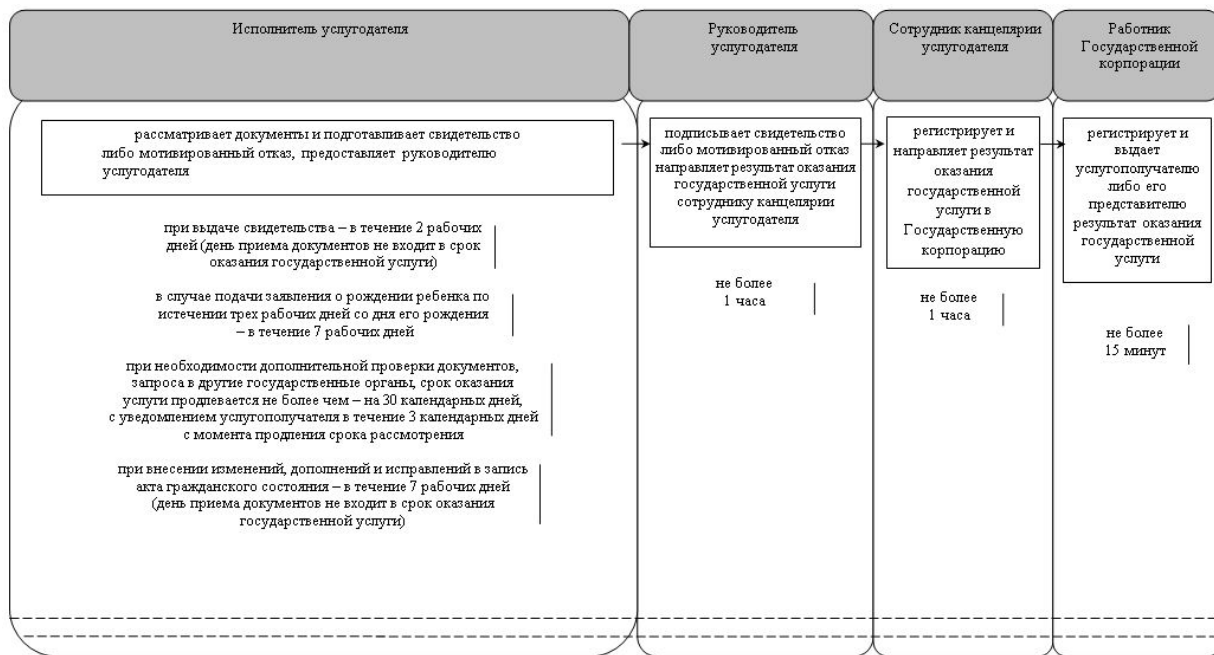 Исполнитель услугодателя
Руководитель
услугодателя
Сотрудник канцелярии
услугодателя
Работник
Государственной
корпорации
рассматривает документы и подготавливает свидетельство
либо мотивированный отказ, предоставляет руководителю
услугодателя
подписывает свидетельство
либо мотивированный отказ
направляет результат оказания
государственной услуги
сотруднику канцелярии
услугодателя
регистрирует и
направляет результат
оказания
государственной
услуги в
Государственную
корпорацию
регистрирует и
выдает
услугополучателю
либо его
представителю
результат оказания
государственной
услуги
при выдаче свидетельства – в течение 2 рабочих
дней (день приема документов не входит в срок
оказания государственной услуги)
в случае подачи заявления о рождении ребенка по
истечении трех рабочих дней со дня его рождения
– в течение 7 рабочих дней
при необходимости дополнительной проверки документов,
запроса в другие государственные органы, срок оказания
услуги продлевается не более чем – на 30 календарных дней,
с уведомлением услугополучателя в течение 3 календарных дней
с момента продления срока рассмотрения
при внесении изменений, дополнений и исправлений в запись
акта гражданского состояния – в течение 7 рабочих дней
(день приема документов не входит в срок оказания
государственной услуги)
не более
1 часа
не более
1 часа
не более
15 минут